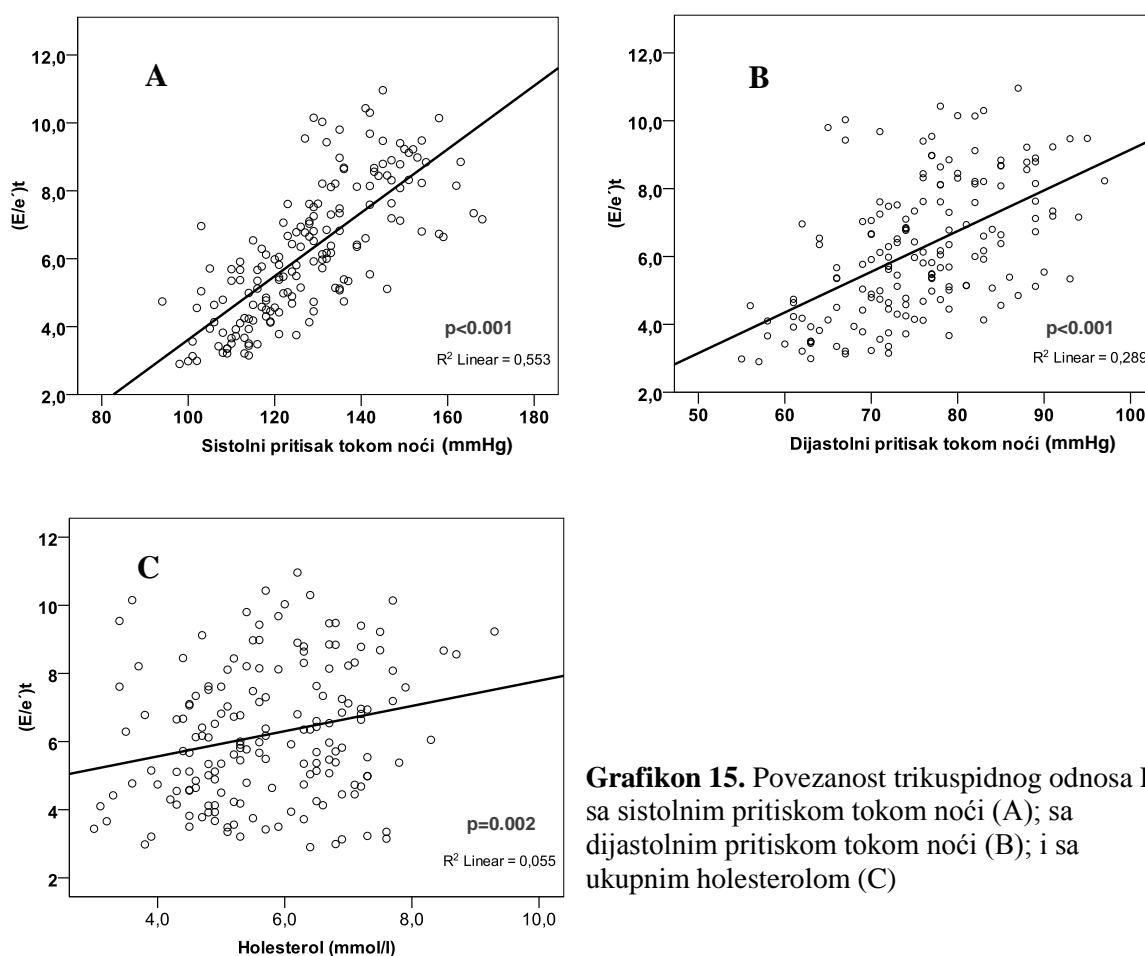 A
12,0
10,0
8,0
6,0
4,0
2,0
(E/e´)t
p<0.001
R² Linear = 0,553
80 100 120 140 160 180
Sistolni pritisak tokom noći (mmHg)
B
12,0
10,0
8,0
6,0
4,0
2,0
(E/e´)t
p<0.001
R² Linear = 0,289
50 60 70 80 90 100
Dijastolni pritisak tokom noći (mmHg)
C
12
10
8
6
4
2
(E/e´)t
p=0.002
R² Linear = 0,055
4,0 6,0 8,0 10,0
Holesterol (mmol/l)
Grafikon 15. Povezanost trikuspidnog odnosa
sa sistolnim pritiskom tokom noći (A); sa
dijastolnim pritiskom tokom noći (B); i sa
ukupnim holesterolom (C)